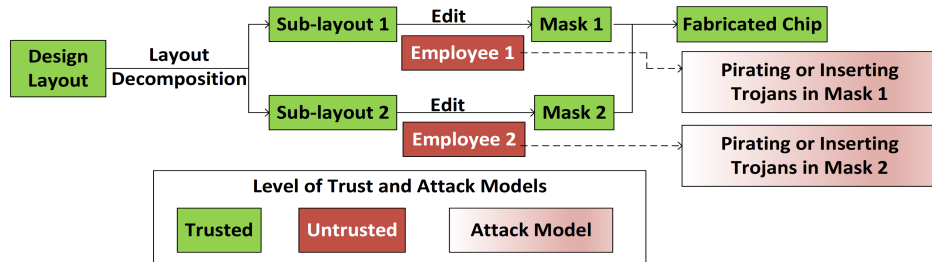 Sub-layout 1
Edit
Mask 1
Fabricated Chip
Employee 1
Design
Layout
Layout
Decomposition
Pirating or Inserting
Trojans in Mask 1
Sub-layout 2
Edit
Mask 2
Employee 2
Pirating or Inserting
Trojans in Mask 2
Level of Trust and Attack Models
Trusted
Untrusted
Attack Model